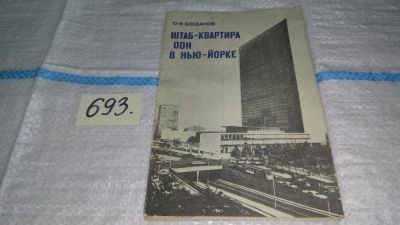 О·В·БОГДАНОВ
ШТАБ-КВАРТИРА
ООН
В НЬЮ-ЙОРКЕ
693.